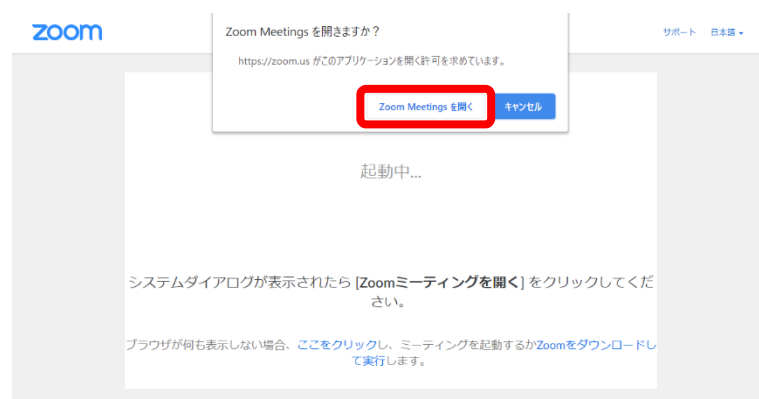 zoom
サポート 日本語
Zoom Meetings を開きますか？
https://zoom.us がこのアプリケーションを開く許可を求めています。
Zoom Meetings を開く キャンセル
起動中...
システムダイアログが表示されたら [Zoomミーティングを開く] をクリックしてくだ
さい。
ブラウザが何も表示しない場合、ここをクリックし、ミーティングを起動するかZoomをダウンロードし
て実行します。